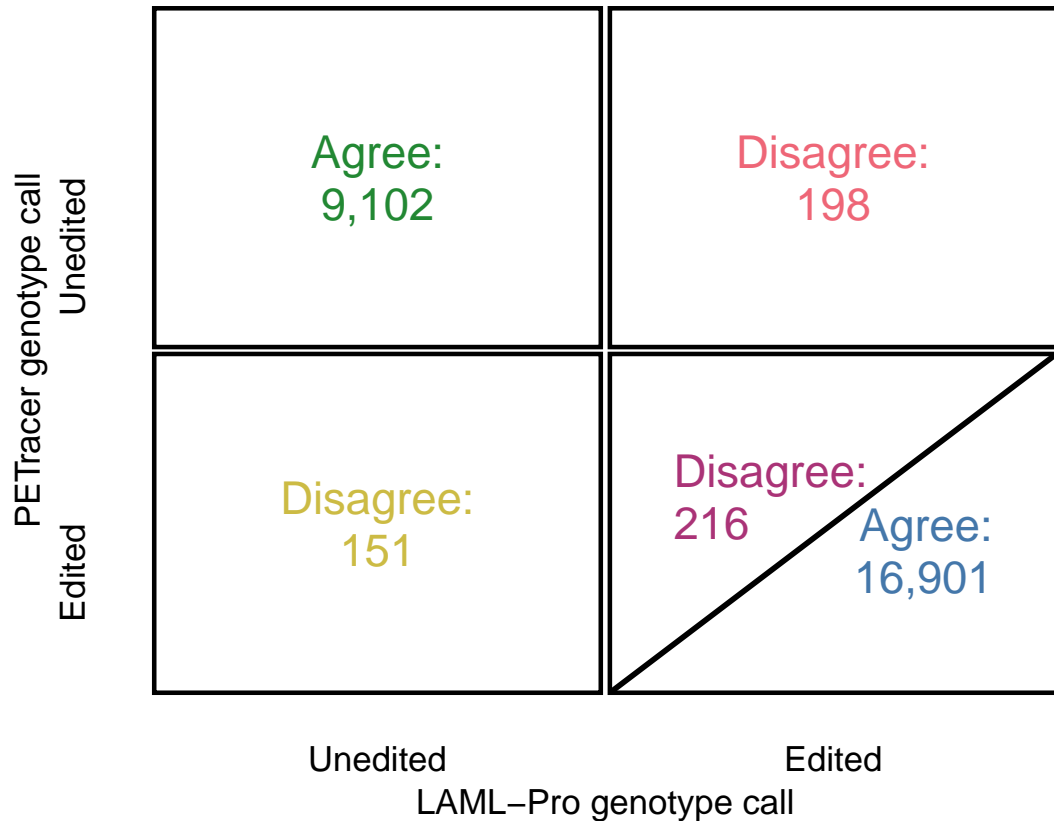 PETracer genotype call
Unedited
Edited
Agree:
9,102
Disagree:
198
Disagree:
151
Disagree:
216
Agree:
16,901
Unedited
Edited
LAML−Pro genotype call